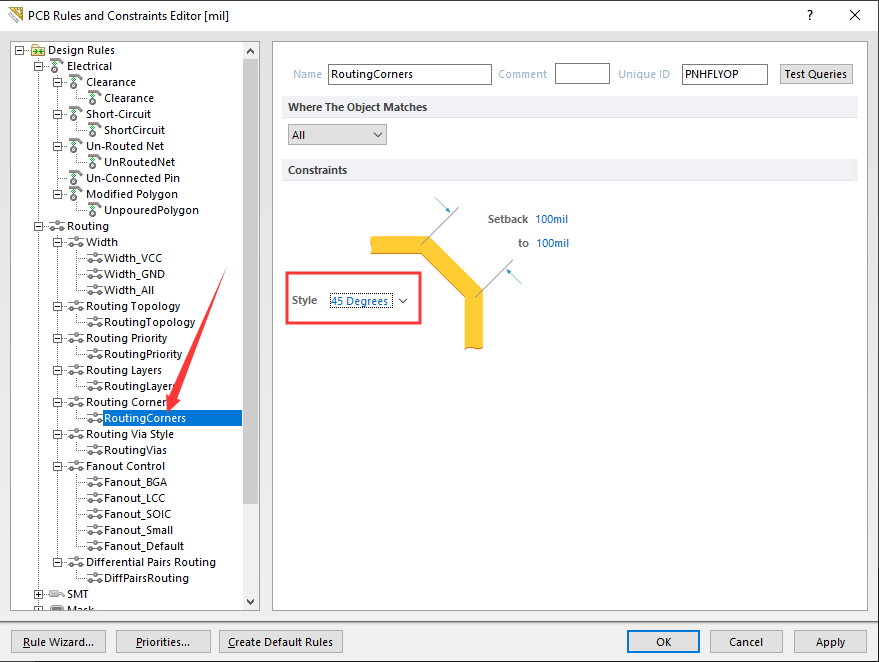 PCB Rules and Constraints Editor [mil]
?
Design Rules
Electrical
Clearance
Clearance
Short-Circuit
ShortCircuit
Un-Routed Net
UnRoutedNet
Un-Connected Pin
Modified Polygon
UnpouredPolygon
Routing
Width
Width_VCC
Width_GND
Width_All
Routing Topology
RoutingTopology
Routing Priority
RoutingPriority
Routing Layers
RoutingLayers
Routing Corners
RoutingCorners
Routing Via Style
RoutingVias
Fanout Control
Fanout_BGA
Fanout_LCC
Fanout_SOIC
Fanout_Small
Fanout_Default
Differential Pairs Routing
DiffPairsRouting
SMT
Mask
Name RoutingCorners Comment Unique ID PNHFLYOP Test Queries
Where The Object Matches
All
Constraints
Setback 100mil
to 100mil
Style 45 Degrees
Rule Wizard... Priorities... Create Default Rules OK Cancel Apply